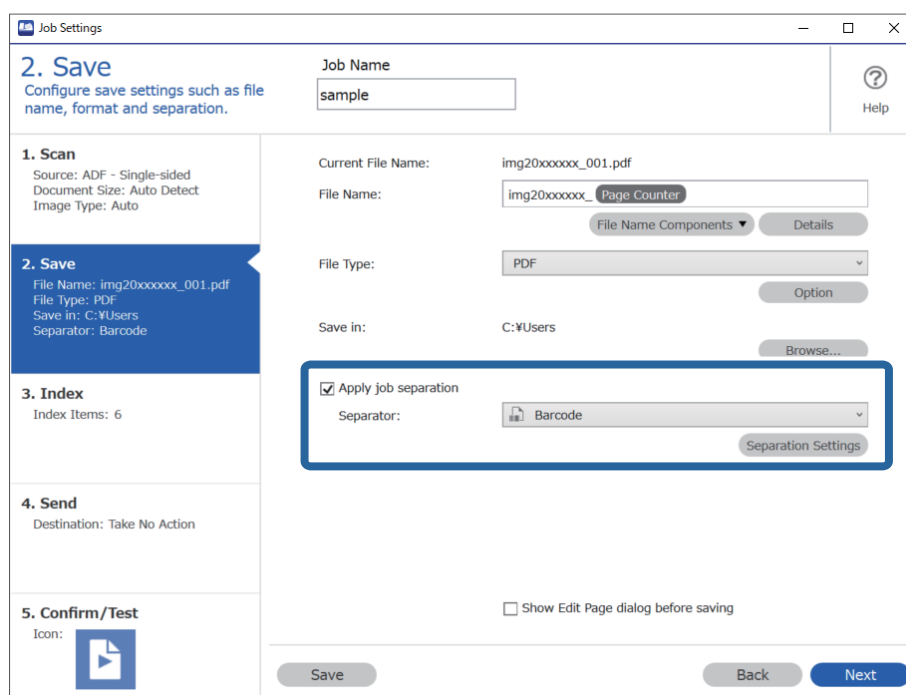 Job Settings
2. Save
Configure save settings such as file
name, format and separation.
Job Name
sample
Help
1. Scan
Source: ADF - Single-sided
Document Size: Auto Detect
Image Type: Auto
2. Save
File Name: img20xxxxxx_001.pdf
File Type: PDF
Save in: C:¥Users
Separator: Barcode
3. Index
Index Items: 6
4. Send
Destination: Take No Action
5. Confirm/Test
Icon:
Current File Name: img20xxxxxx_001.pdf
File Name: img20xxxxxx_ Page Counter
File Name Components ▼ Details
File Type: PDF
Option
Save in: C:¥Users
Browse...
Apply job separation
Separator: Barcode
Separation Settings
Show Edit Page dialog before saving
Save Back Next